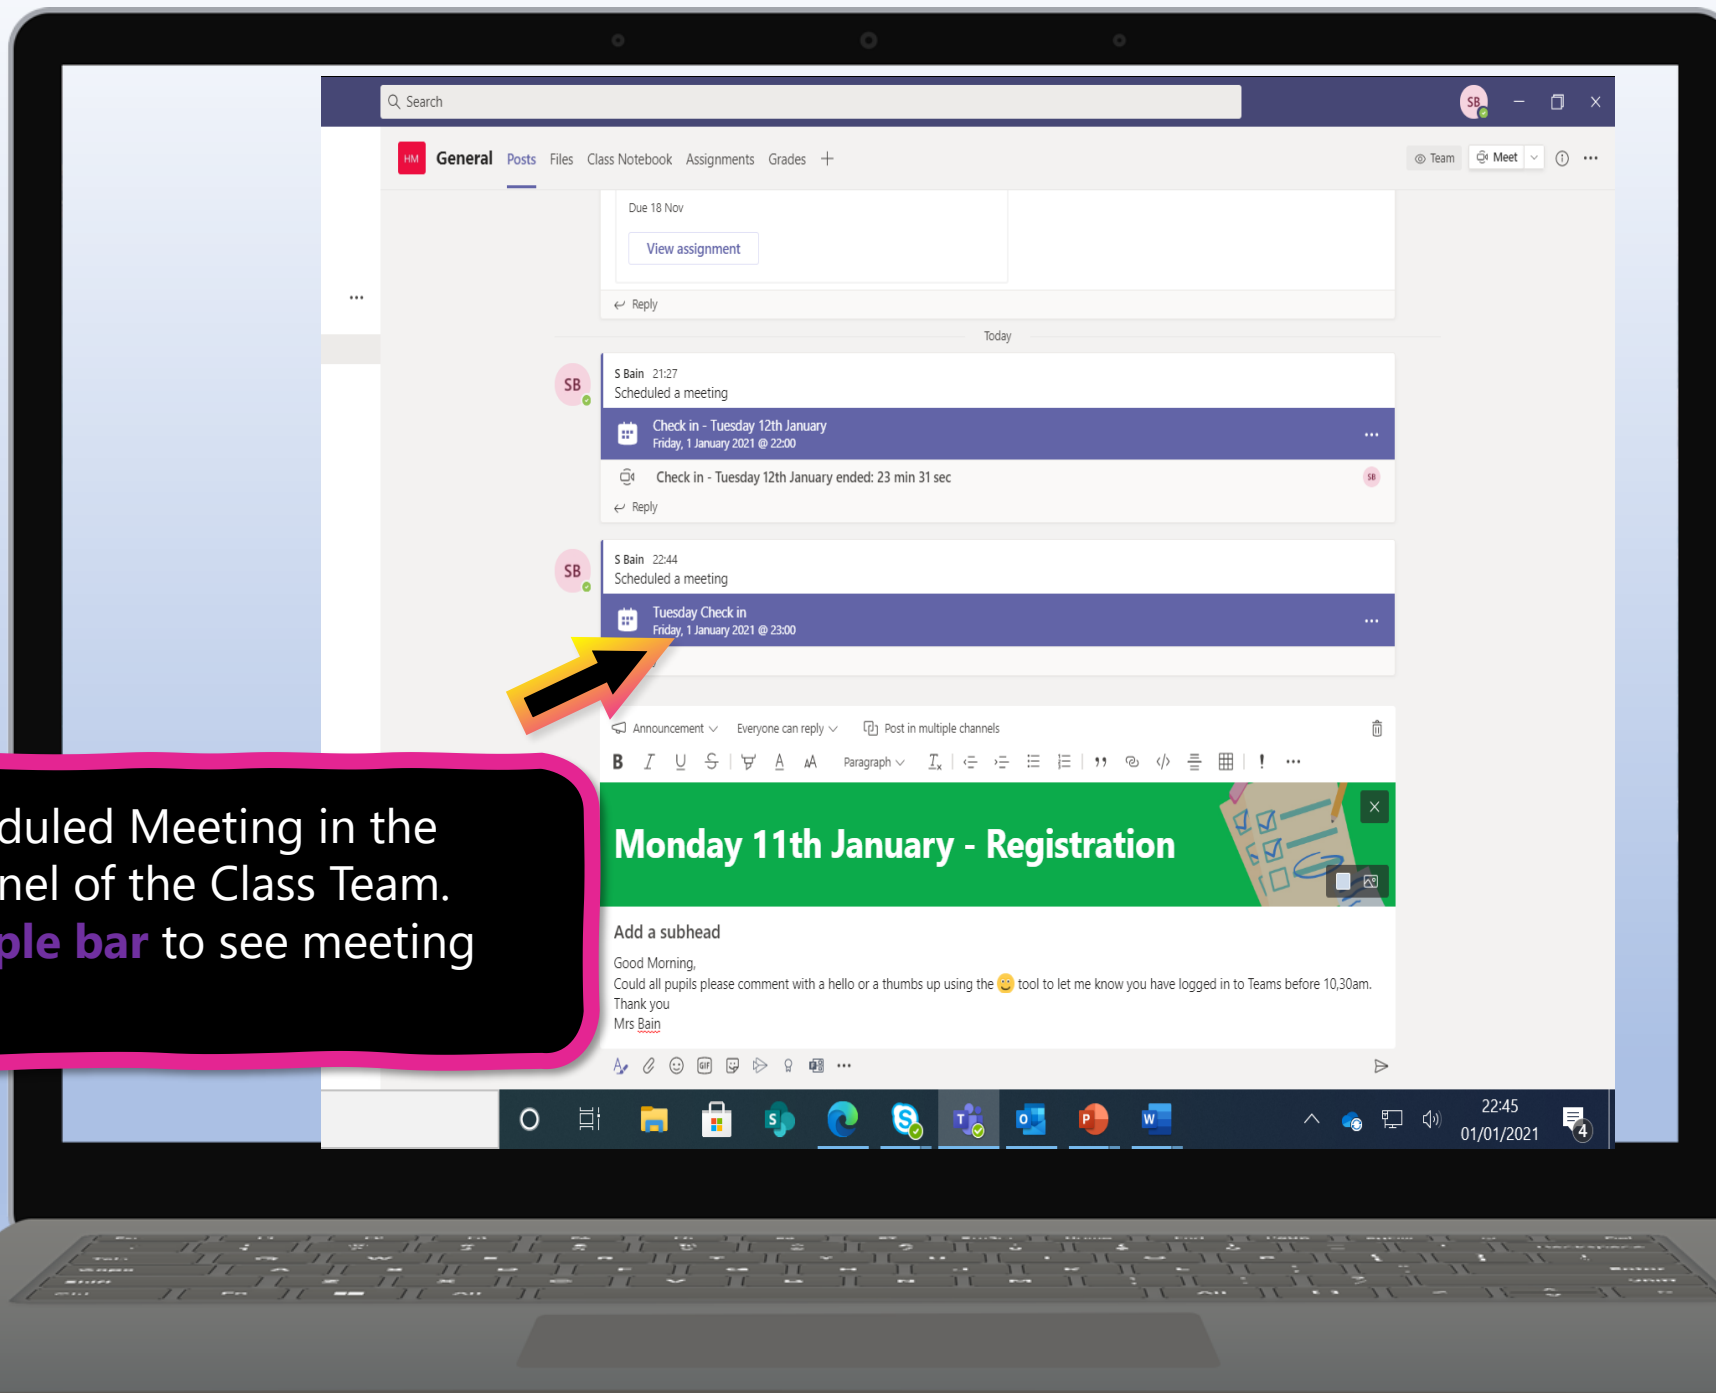 Search
SB
HM General Posts Files Class Notebook Assignments Grades
Team Meet
Due 18 Nov
View assignment
Reply
Today
SB
S Bain 21:27
Scheduled a meeting
Check in - Tuesday 12th January
Friday, 1 January 2021 @ 22:00
Check in - Tuesday 12th January ended: 23 min 31 sec
SB
Reply
SB
S Bain 22:44
Scheduled a meeting
Tuesday Check in
Friday, 1 January 2021 @ 23:00
Announcement Everyone can reply Post in multiple channels
B I U S A AA Paragraph
Monday 11th January - Registration
Add a subhead
Good Morning,
Could all pupils please comment with a hello or a thumbs up using the 🙂 tool to let me know you have logged in to Teams before 10,30am.
Thank you
Mrs Bain
GIF
duled Meeting in the
nel of the Class Team.
ple bar to see meeting
22:45
01/01/2021
4